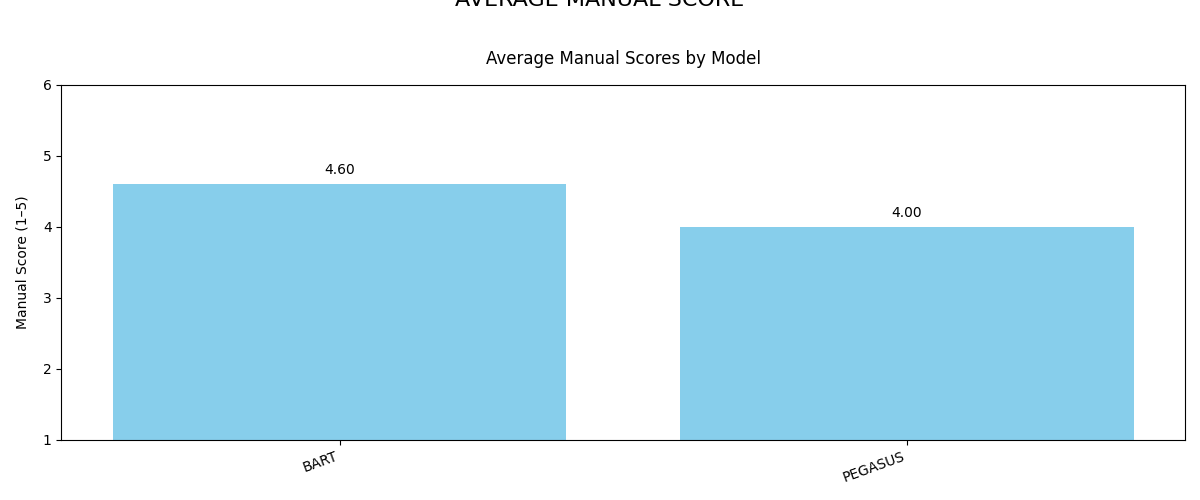 AVERAGE MANUAL SCORE
Average Manual Scores by Model
6
5
4
3
2
1
Manual Score (1–5)
4.60
4.00
BART
PEGASUS